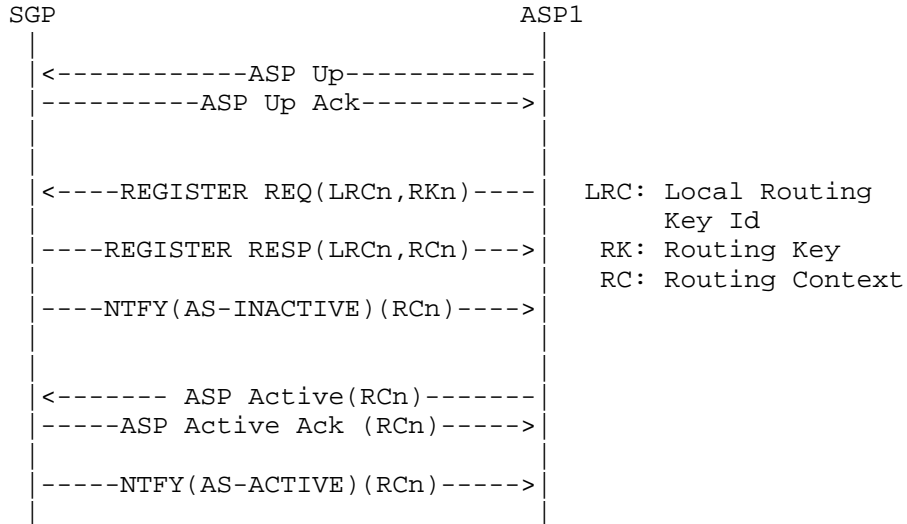 SGP ASP1
<------------ASP Up------------
----------ASP Up Ack---------->
<----REGISTER REQ(LRCn,RKn)---- LRC: Local Routing
Key Id
----REGISTER RESP(LRCn,RCn)---> RK: Routing Key
RC: Routing Context
----NTFY(AS-INACTIVE)(RCn)---->
<------- ASP Active(RCn)-------
-----ASP Active Ack (RCn)----->
-----NTFY(AS-ACTIVE)(RCn)----->